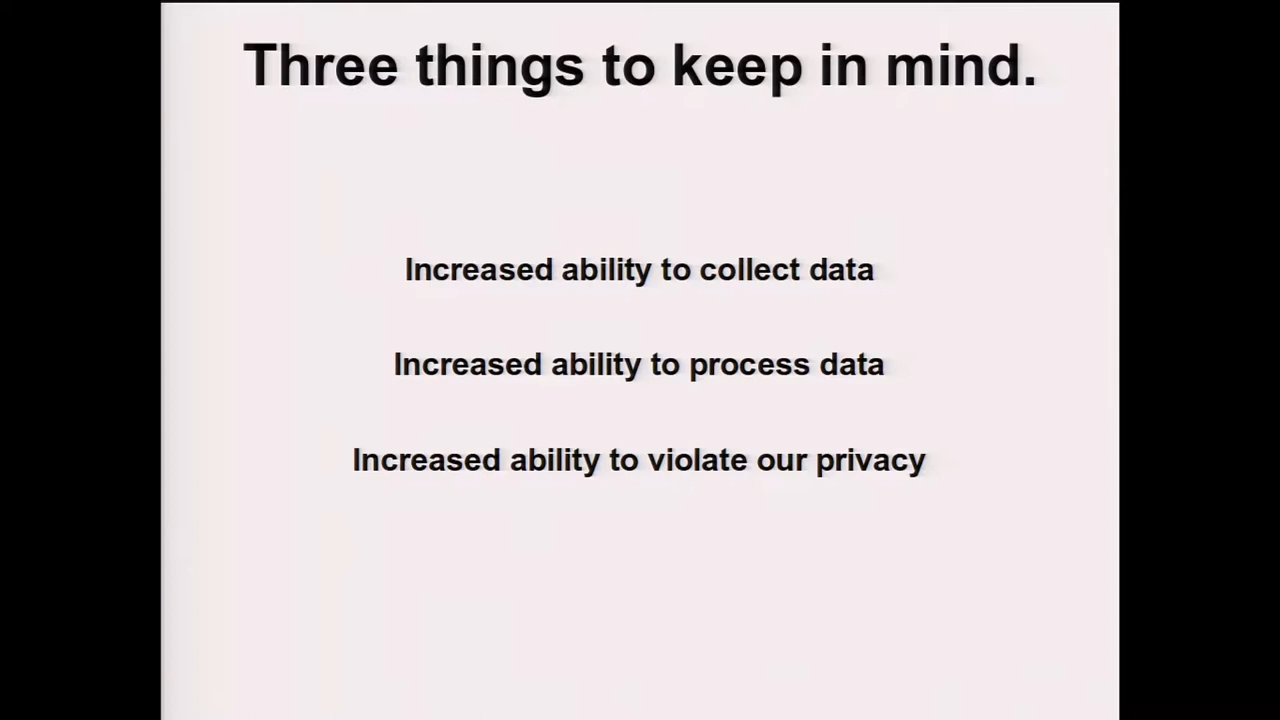 Three things to keep in mind.
Increased ability to collect data
Increased ability to process data
Increased ability to violate our privacy